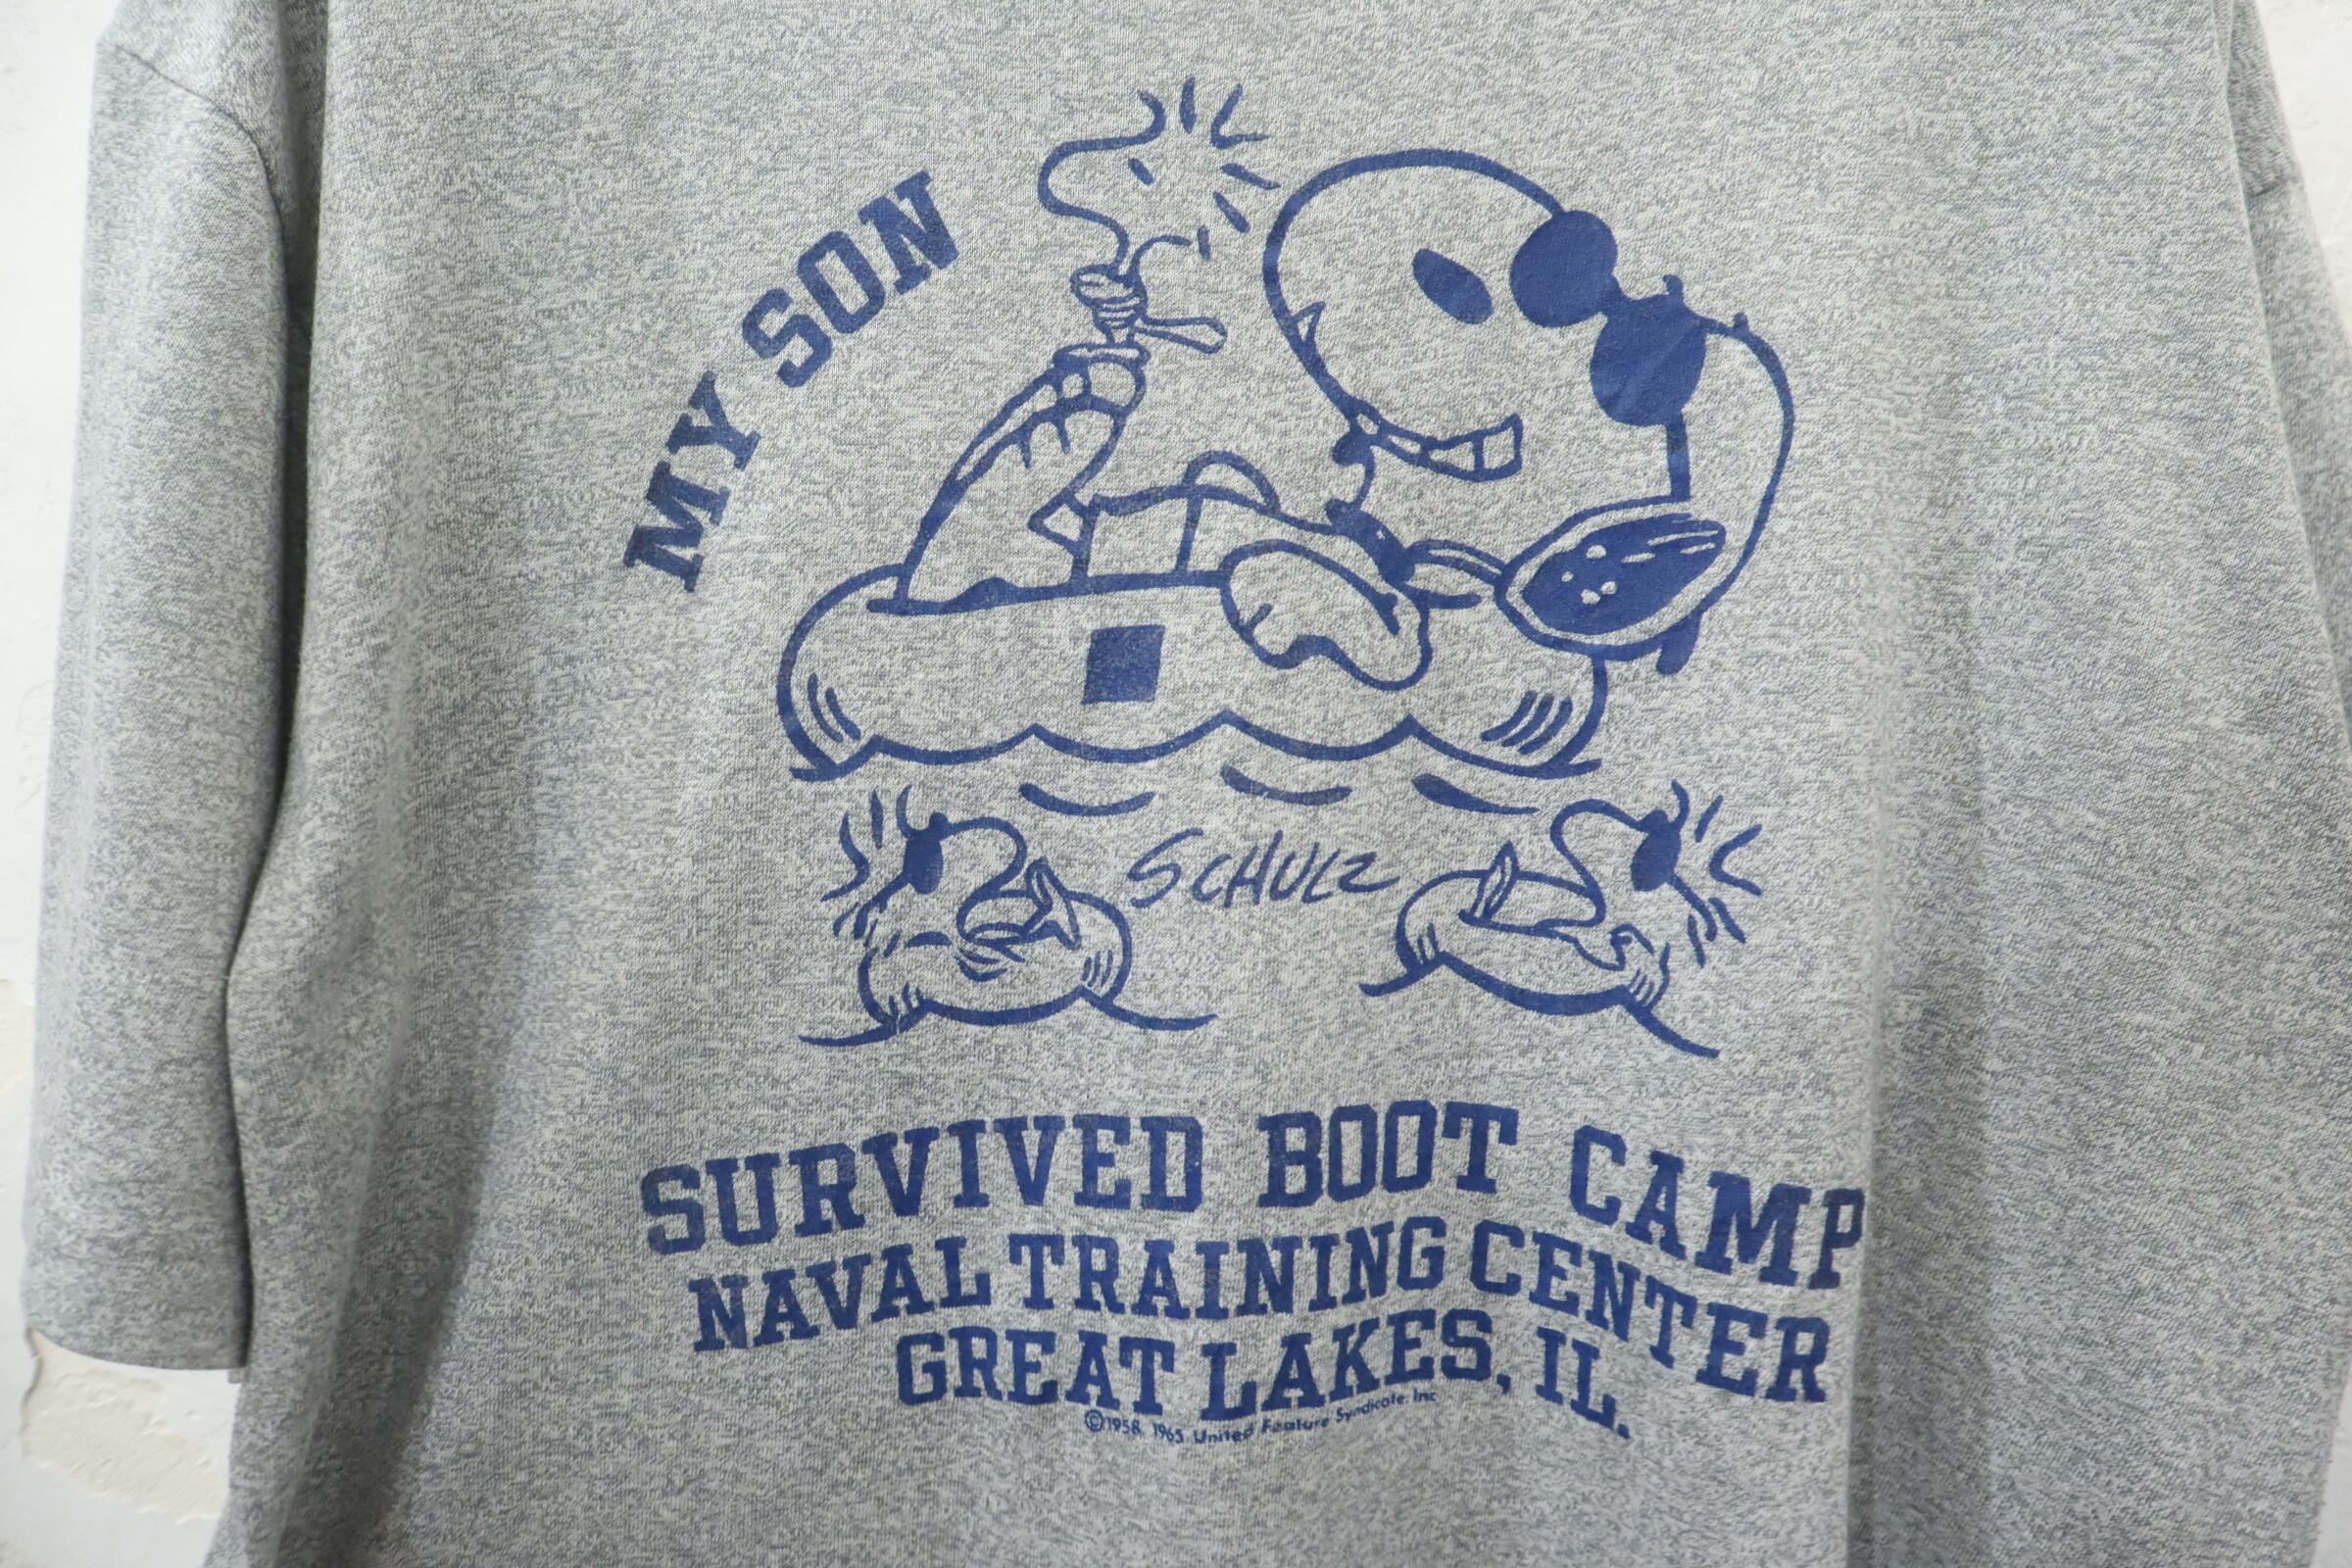 MY SON
SCHULZ
SURVIVED BOOT CAMP
NAVAL TRAINING CENTER
GREAT LAKES, IL.
©1958, 1965 United Feature Syndicate, Inc